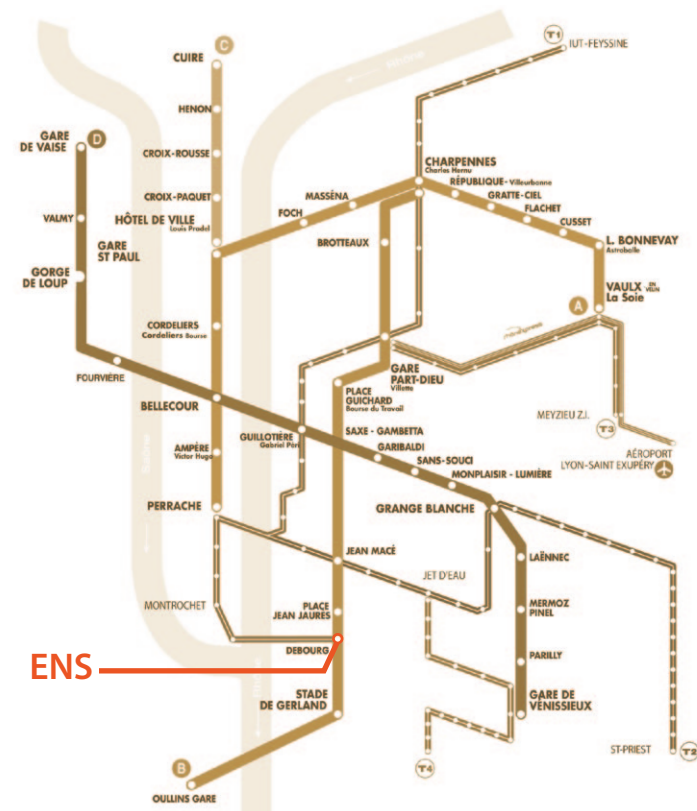 T1
IUT-FEYSSINE
C
CUIRE
HENON
D
GARE
DE VAISE
CROIX-ROUSSE
CHARPENNES
Charles Hernu
RÉPUBLIQUE - Villeurbanne
GRATTE-CIEL
FLACHET
CUSSET
CROIX-PAQUET
MASSÉNA
FOCH
VALMY
HÔTEL DE VILLE
Louis Pradel
BROTTEAUX
L. BONNEVAY
Astroballe
GARE
ST PAUL
GORGE
DE LOUP
VAULX EN VELIN
La Soie
A
CORDELIERS
Cordeliers Bourse
FOURVIÈRE
GARE
PART-DIEU
Villette
PLACE
GUICHARD
Bourse du Travail
BELLECOUR
MEYZIEU Z.I.
T3
GUILLOTIÈRE
Gabriel Péri
SAXE - GAMBETTA
GARIBALDI
SANS-SOUCI
MONPLAISIR - LUMIÈRE
AÉROPORT
LYON-SAINT EXUPÉRY
AMPÈRE
Victor Hugo
PERRACHE
GRANGE BLANCHE
JEAN MACÉ
LAËNNEC
JET D'EAU
MONTROCHET
PLACE
JEAN JAURÈS
MERMOZ
PINEL
DEBOURG
ENS
PARILLY
STADE
DE GERLAND
GARE DE
VÉNISSIEUX
ST-PRIEST
T2
B
T4
OULLINS GARE